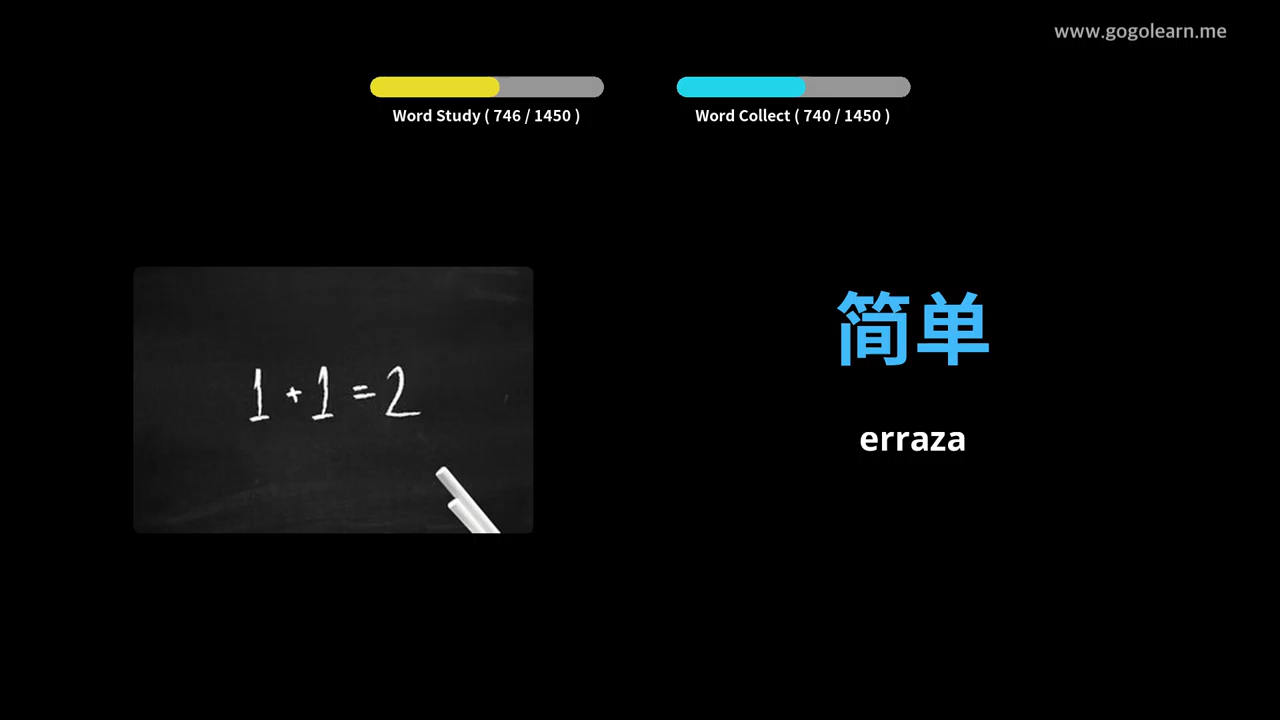 www.gogolearn.me
Word Study ( 746 / 1450 )
Word Collect ( 740 / 1450 )
1 + 1 = 2
简单
erraza